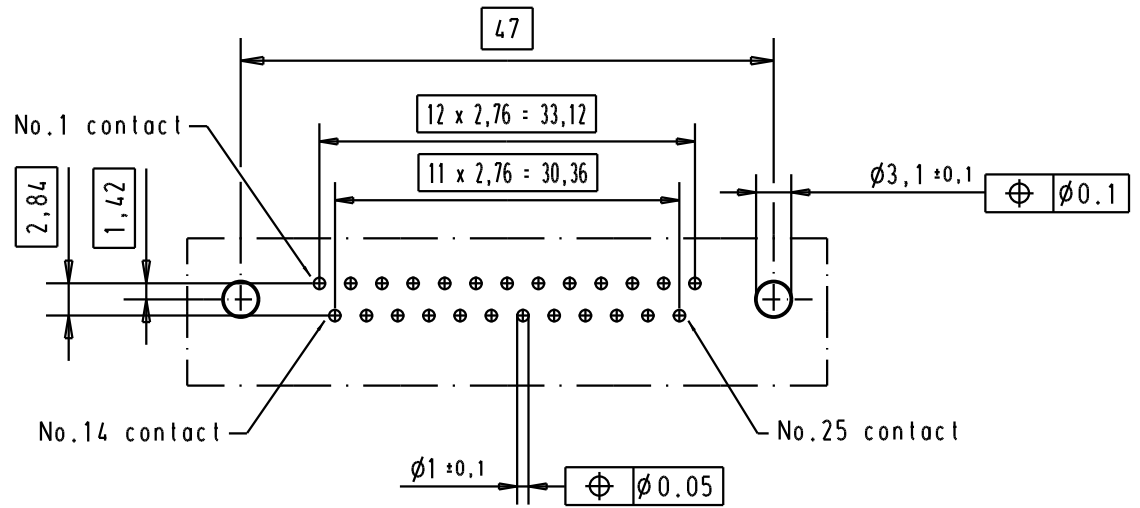 47
12 x 2,76 = 33,12
No.1 contact
11 x 2,76 = 30,36
2,84
1,42
Ø3,1 ±0,1
⌖ Ø0.1
No.14 contact
No.25 contact
Ø1 ±0,1
⌖ Ø0.05